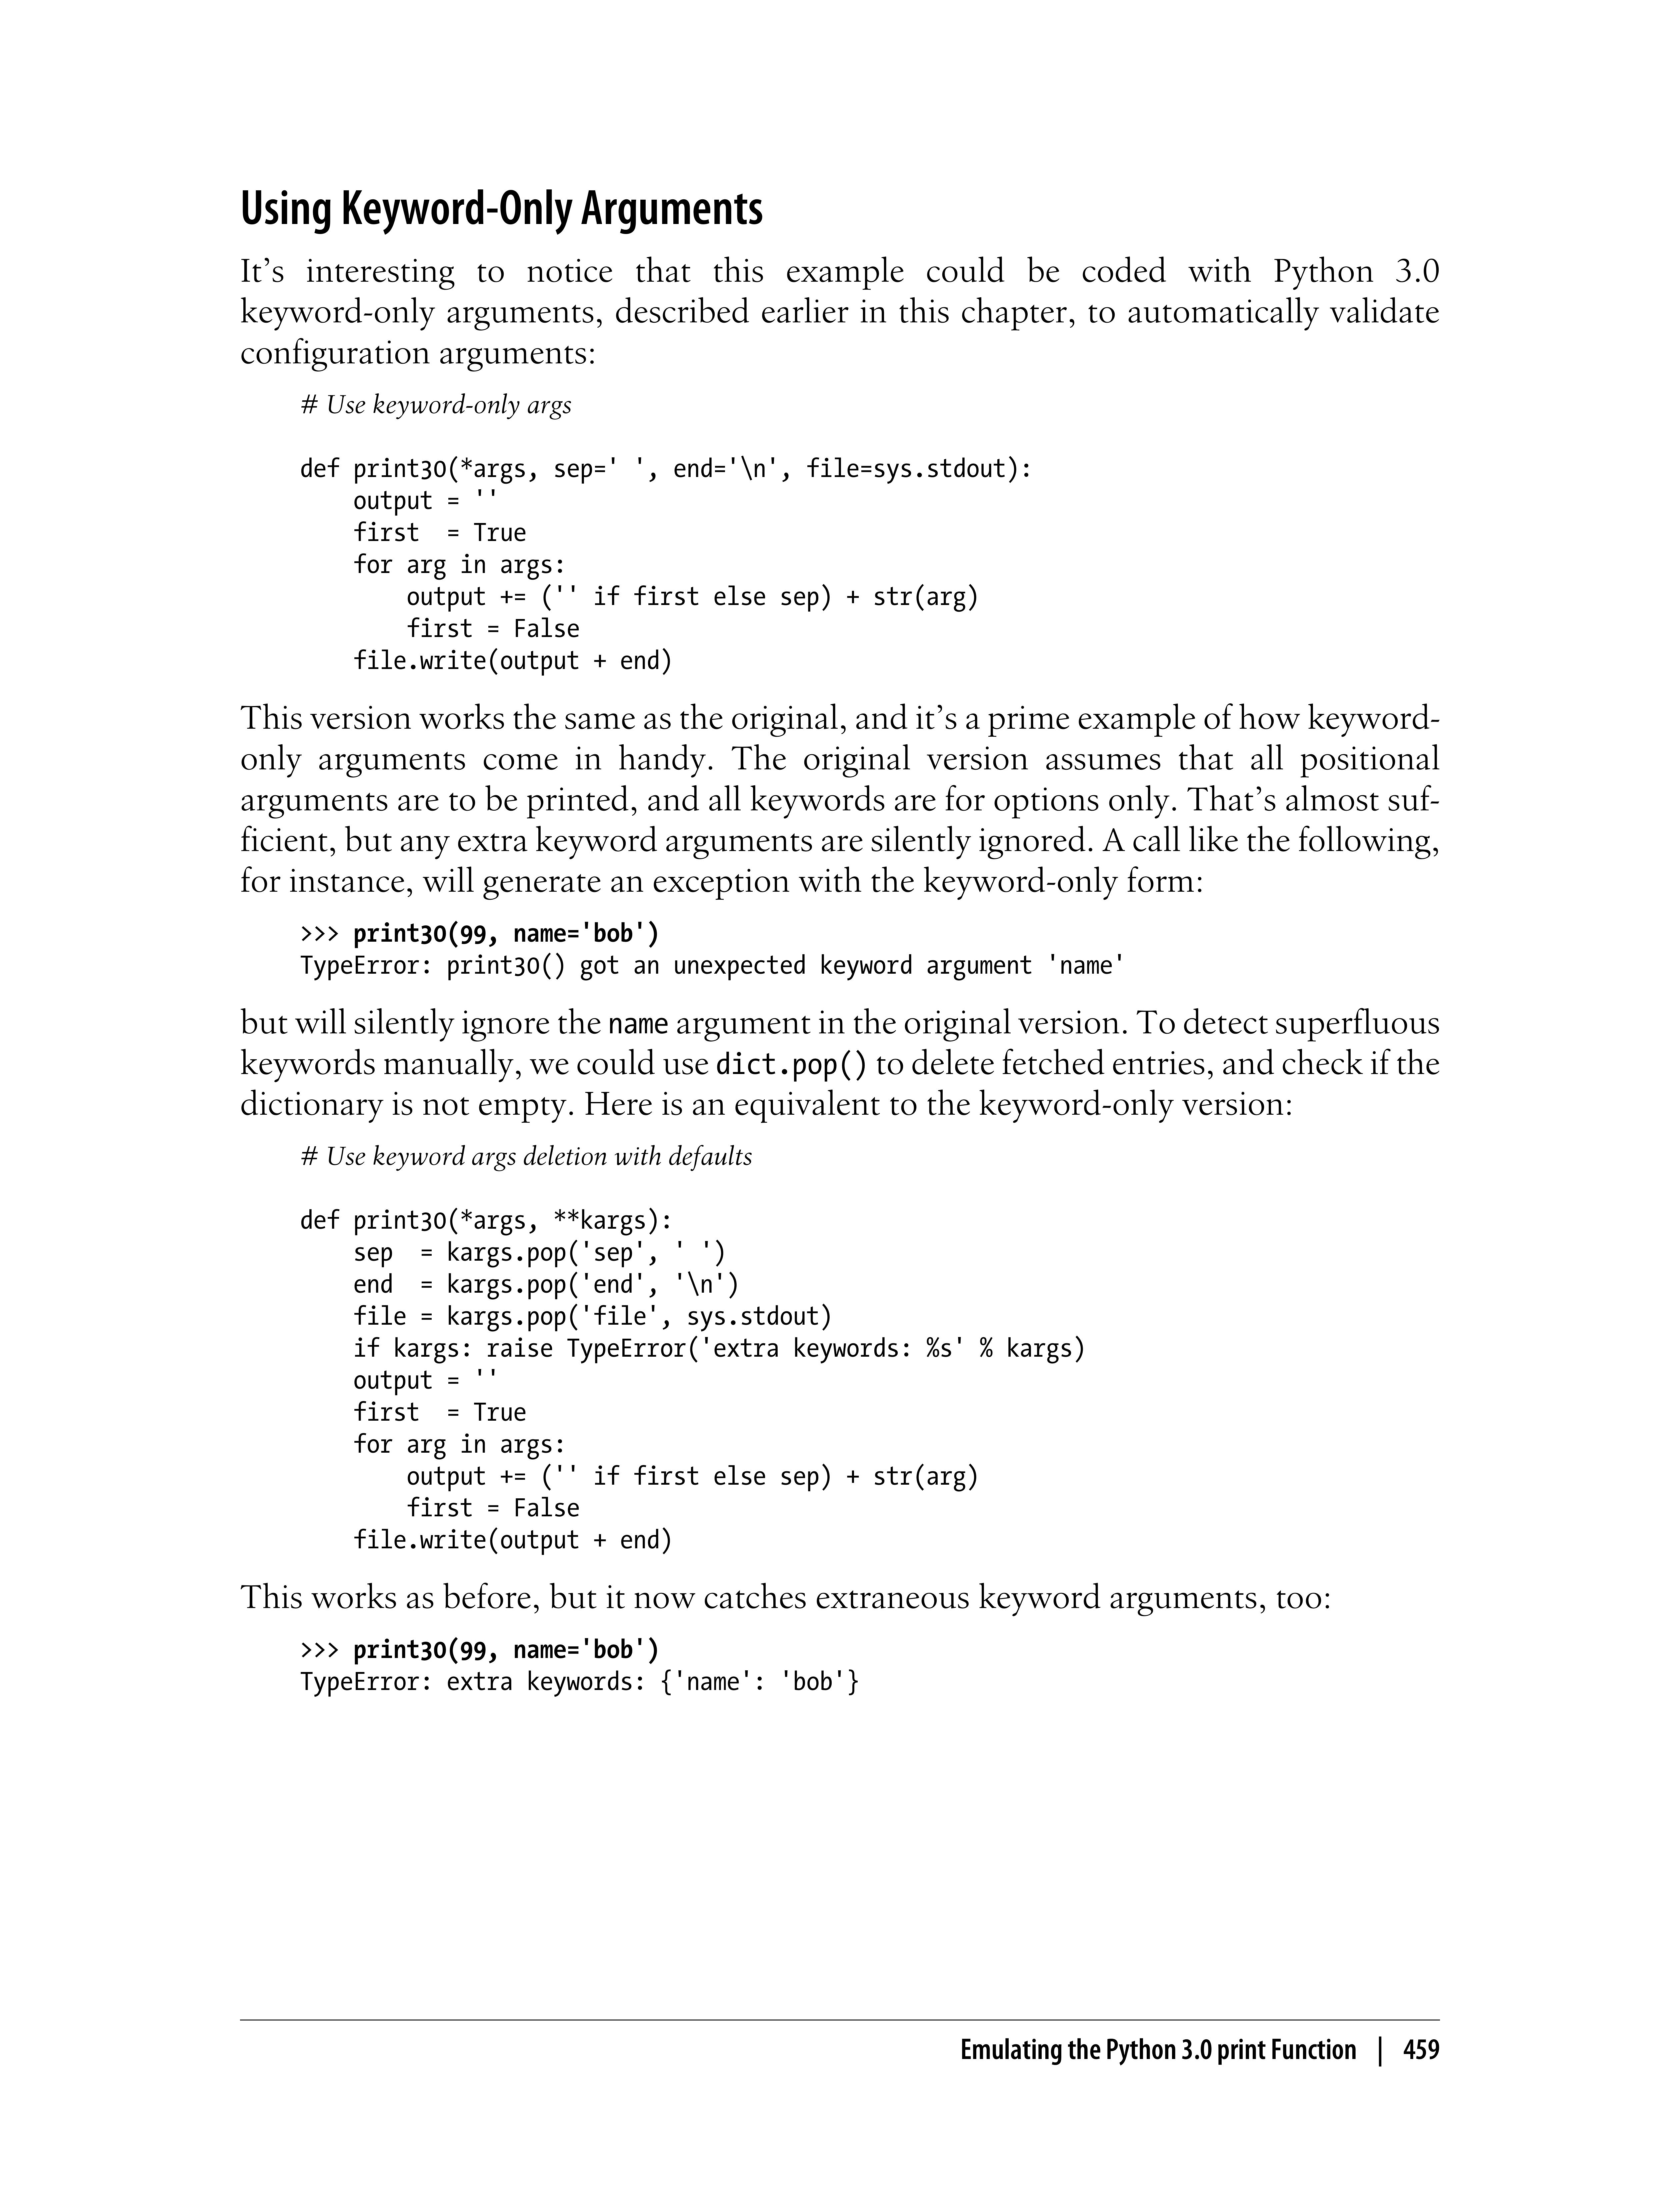 Using Keyword-Only Arguments
It’s interesting to notice that this example could be coded with Python 3.0
keyword-only arguments, described earlier in this chapter, to automatically validate
configuration arguments:
# Use keyword-only args
def print30(*args, sep=' ', end='\n', file=sys.stdout):
    output = ''
    first  = True
    for arg in args:
        output += ('' if first else sep) + str(arg)
        first = False
    file.write(output + end)
This version works the same as the original, and it’s a prime example of how keyword-
only arguments come in handy. The original version assumes that all positional
arguments are to be printed, and all keywords are for options only. That’s almost suf-
ficient, but any extra keyword arguments are silently ignored. A call like the following,
for instance, will generate an exception with the keyword-only form:
>>> print30(99, name='bob')
TypeError: print30() got an unexpected keyword argument 'name'
but will silently ignore the name argument in the original version. To detect superfluous
keywords manually, we could use dict.pop() to delete fetched entries, and check if the
dictionary is not empty. Here is an equivalent to the keyword-only version:
# Use keyword args deletion with defaults
def print30(*args, **kargs):
    sep  = kargs.pop('sep', ' ')
    end  = kargs.pop('end', '\n')
    file = kargs.pop('file', sys.stdout)
    if kargs: raise TypeError('extra keywords: %s' % kargs)
    output = ''
    first  = True
    for arg in args:
        output += ('' if first else sep) + str(arg)
        first = False
    file.write(output + end)
This works as before, but it now catches extraneous keyword arguments, too:
>>> print30(99, name='bob')
TypeError: extra keywords: {'name': 'bob'}
Emulating the Python 3.0 print Function | 459